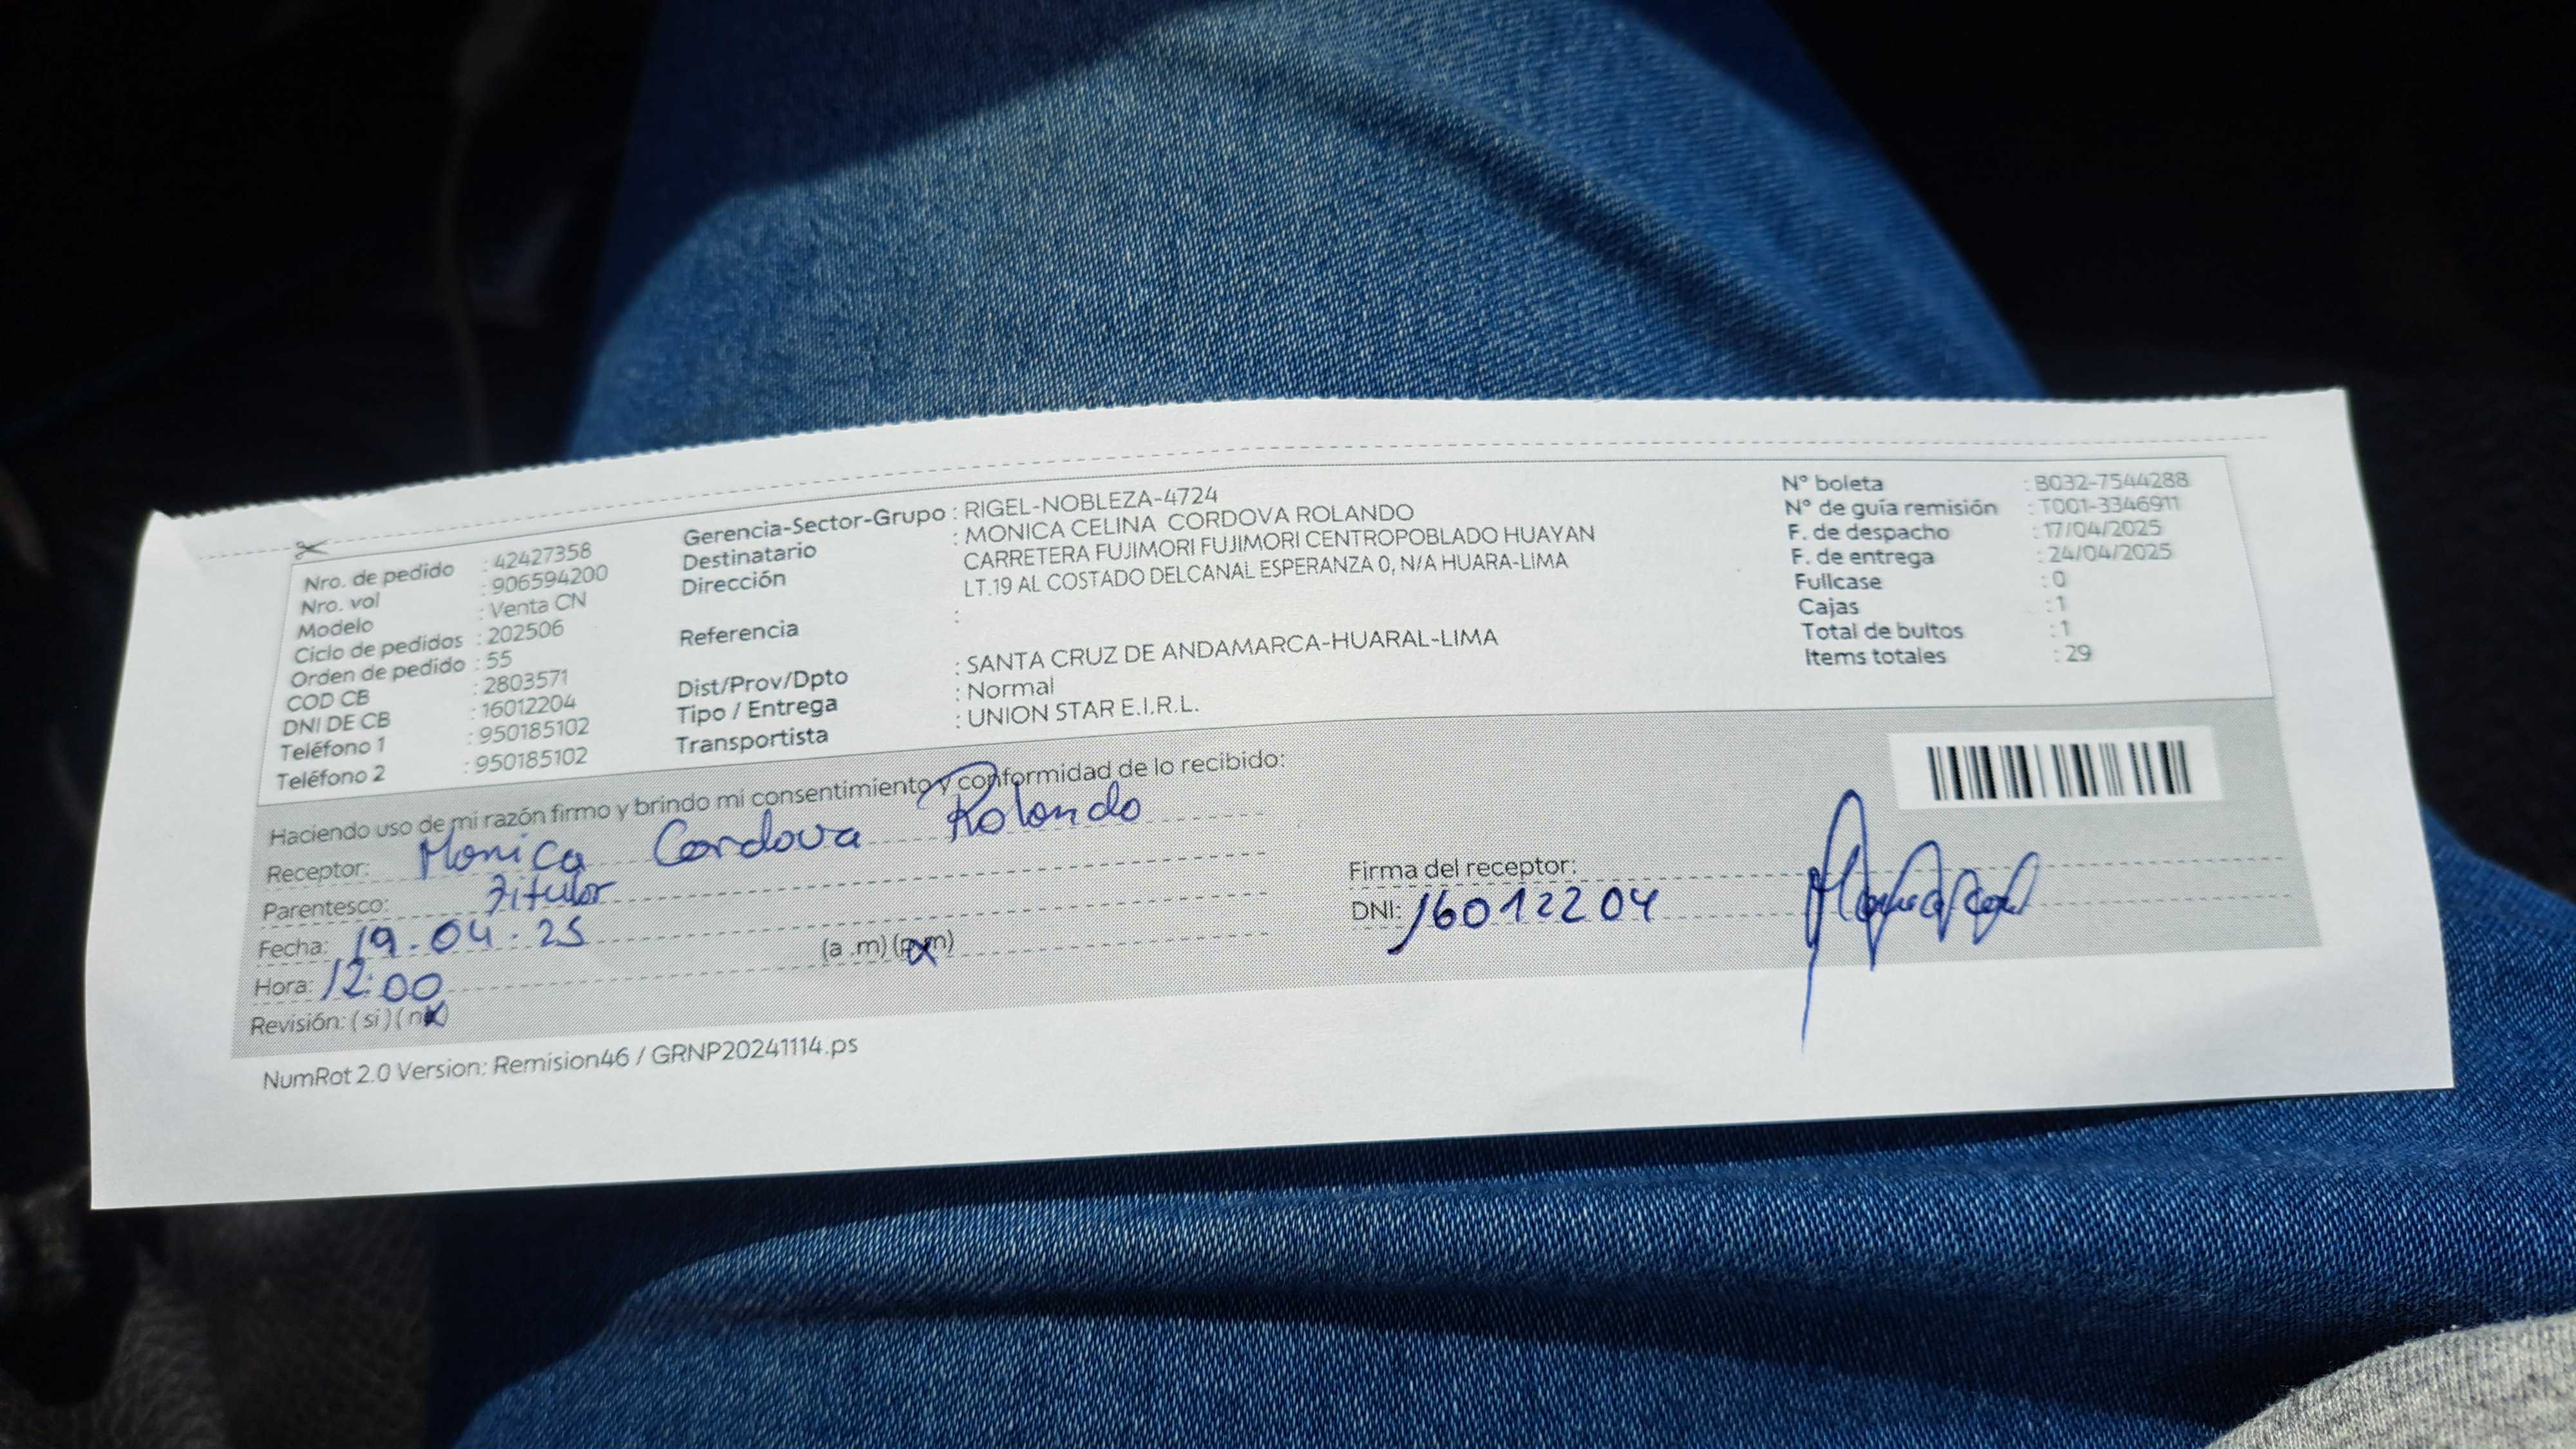 Nro. de pedido : 42427358
Nro. vol : 906594200
Modelo : Venta CN
Ciclo de pedidos : 202506
Orden de pedido : 55
COD CB : 2803571
DNI DE CB : 16012204
Teléfono 1 : 950185102
Teléfono 2 : 950185102
Gerencia-Sector-Grupo : RIGEL-NOBLEZA-4724
Destinatario : MONICA CELINA CORDOVA ROLANDO
Dirección CARRETERA FUJIMORI FUJIMORI CENTROPOBLADO HUAYAN
LT.19 AL COSTADO DELCANAL ESPERANZA 0, N/A HUARA-LIMA
Referencia :
Dist/Prov/Dpto : SANTA CRUZ DE ANDAMARCA-HUARAL-LIMA
Tipo / Entrega : Normal
Transportista : UNION STAR E.I.R.L.
N° boleta : B032-7544288
N° de guía remisión : T001-3346911
F. de despacho : 17/04/2025
F. de entrega : 24/04/2025
Fullcase : 0
Cajas : 1
Total de bultos : 1
Items totales : 29
Haciendo uso de mi razón firmo y brindo mi consentimiento y conformidad de lo recibido:
Receptor: Monica Cordova Rolando
Parentesco: Titular
Fecha: 19.04.25
Hora: 12:00 (a .m) (p.m)
Revisión: ( si ) ( no )
Firma del receptor:
DNI: 16012204
NumRot 2.0 Version: Remision46 / GRNP20241114.ps